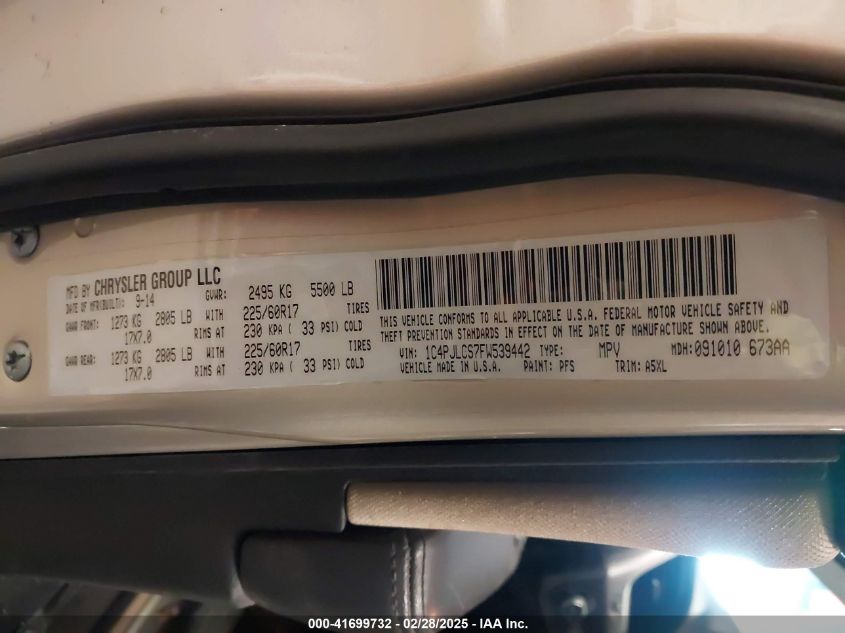 MFD BY CHRYSLER GROUP LLC
DATE OF MFR(BUILT): 9-14 GVWR: 2495 KG 5500 LB
GAWR FRONT: 1273 KG 2805 LB WITH 225/60R17 TIRES
17X7.0 RIMS AT 230 KPA ( 33 PSI) COLD
GAWR REAR: 1273 KG 2805 LB WITH 225/60R17 TIRES
17X7.0 RIMS AT 230 KPA ( 33 PSI) COLD
THIS VEHICLE CONFORMS TO ALL APPLICABLE U.S.A. FEDERAL MOTOR VEHICLE SAFETY AND
THEFT PREVENTION STANDARDS IN EFFECT ON THE DATE OF MANUFACTURE SHOWN ABOVE.
VIN: 1C4PJLCS7FW539442 TYPE: MPV MDH:091010 673AA
VEHICLE MADE IN U.S.A. PAINT: PFS TRIM: A5XL
000-41699732 - 02/28/2025 - IAA Inc.